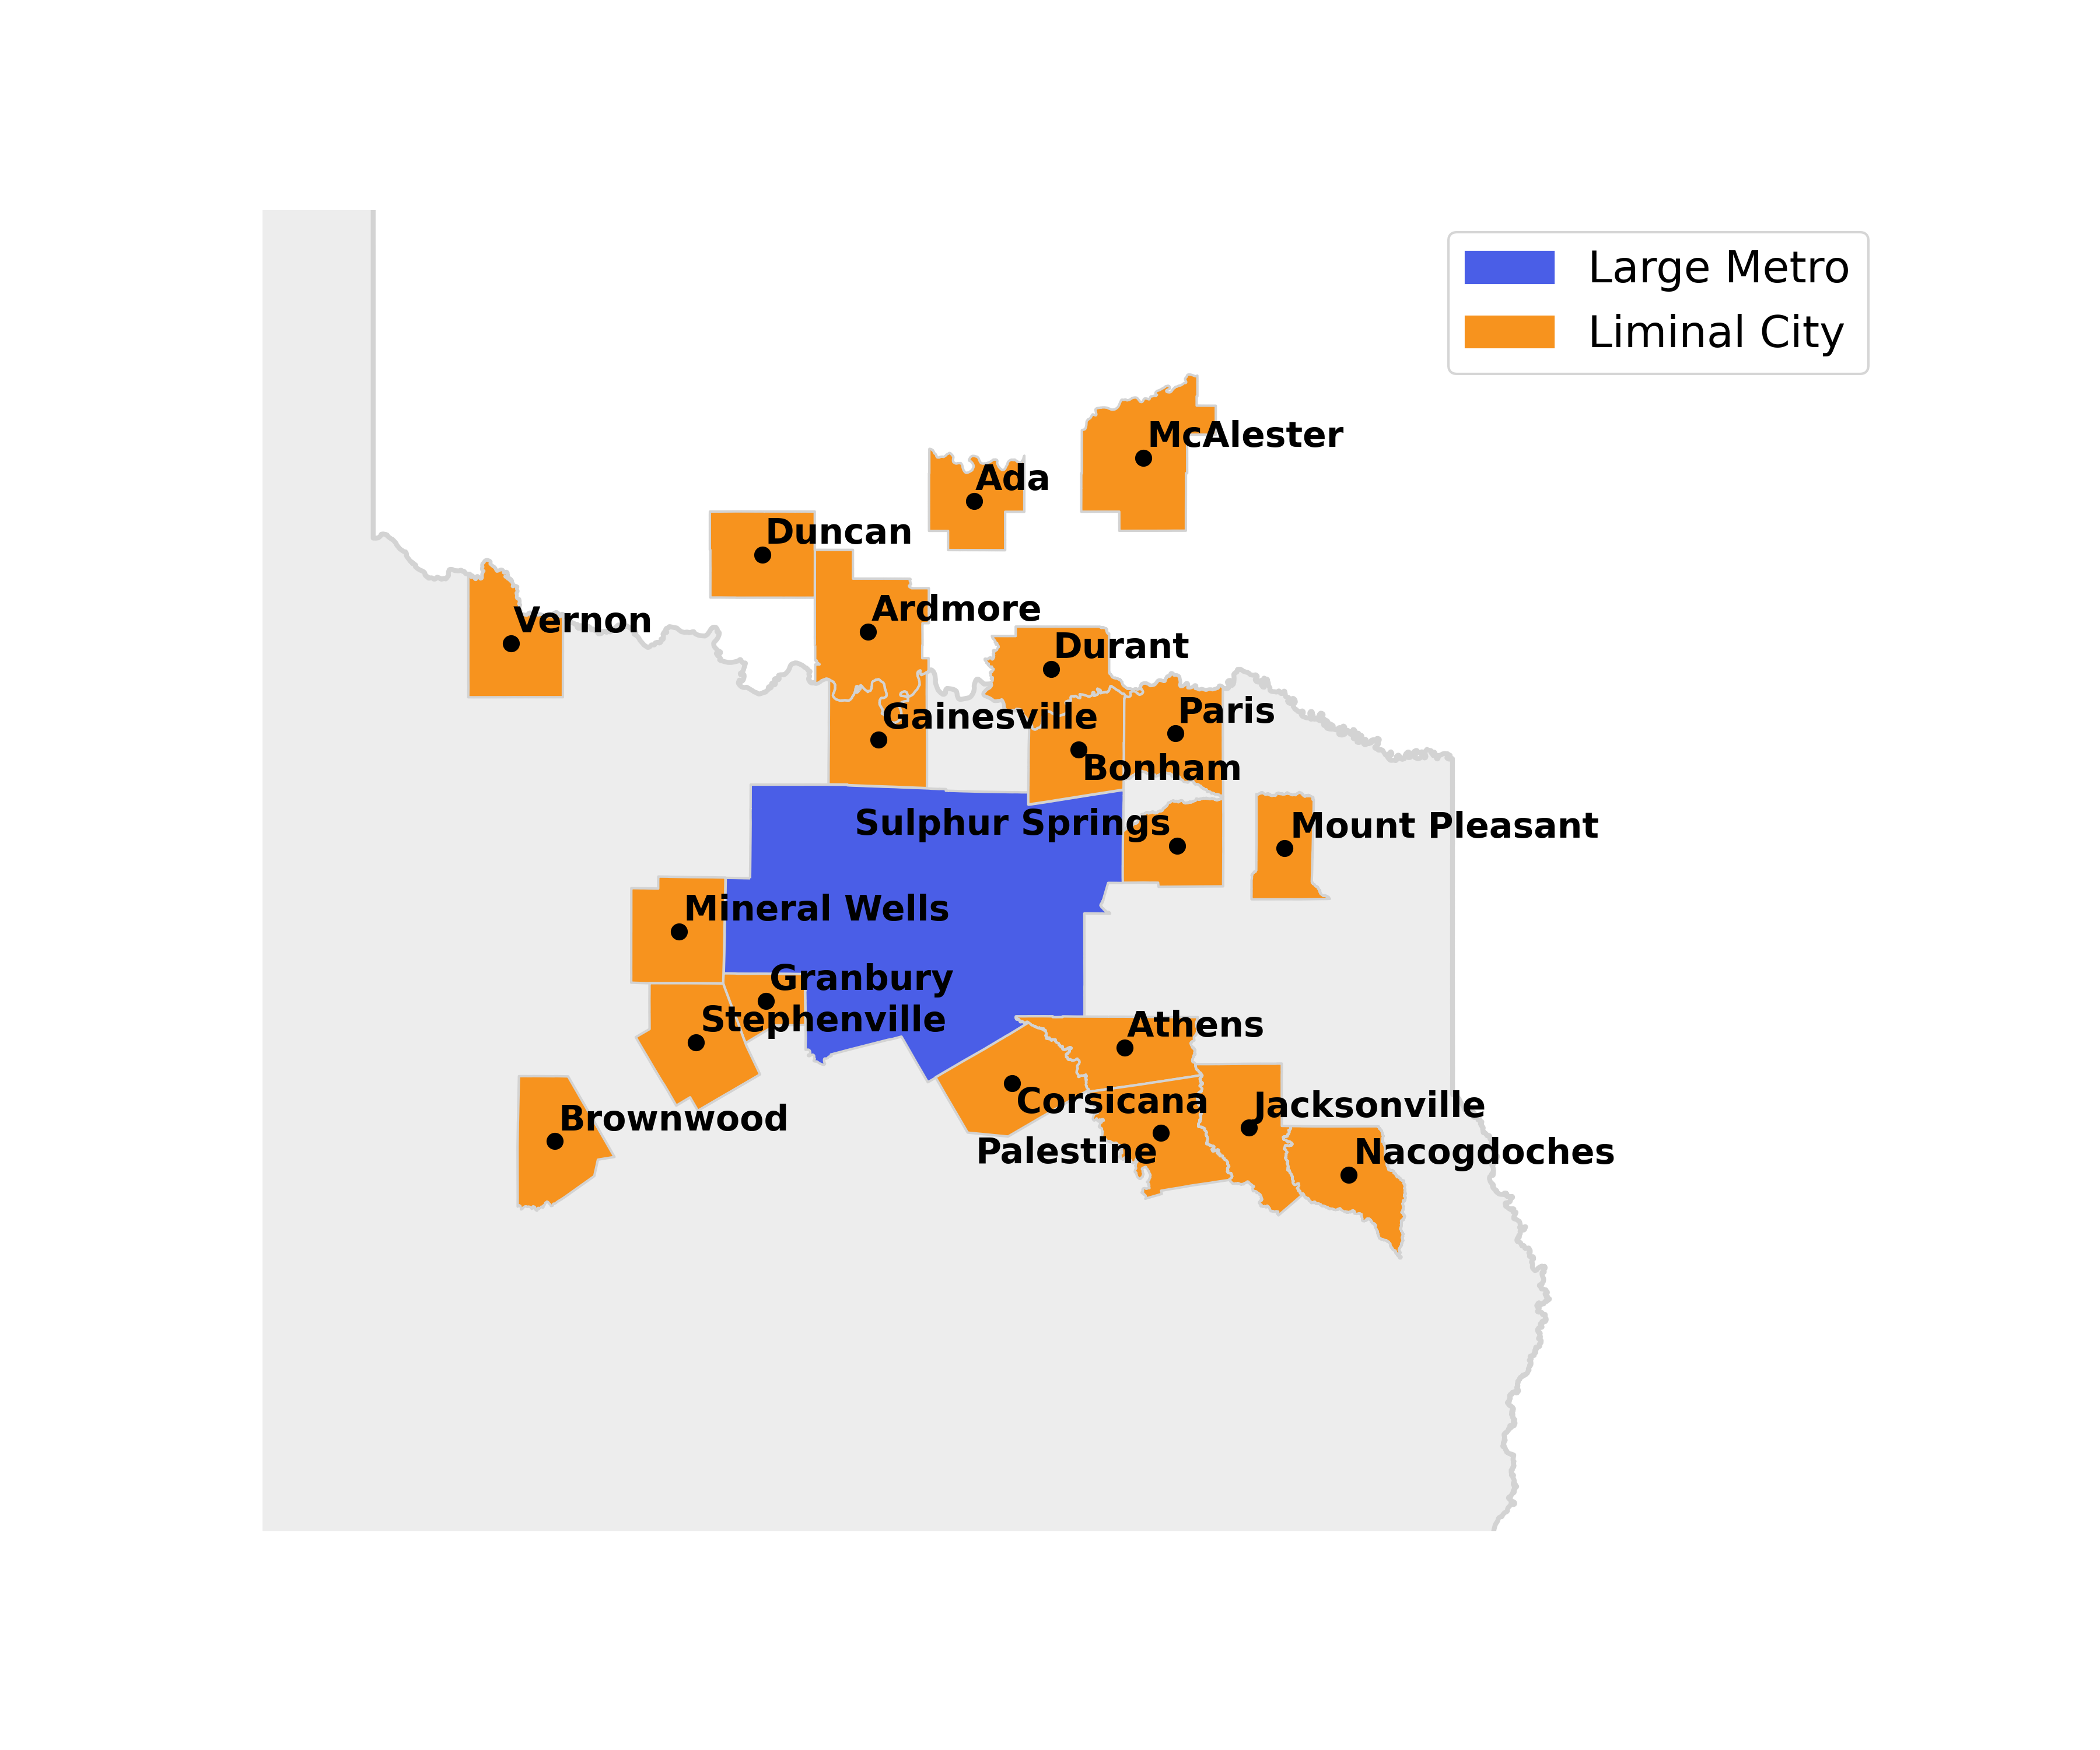 Large Metro
Liminal City
McAlester
Ada
Duncan
Ardmore
Vernon
Durant
Paris
Gainesville
Bonham
Sulphur Springs
Mount Pleasant
Mineral Wells
Granbury
Stephenville
Athens
Corsicana
Jacksonville
Brownwood
Palestine
Nacogdoches